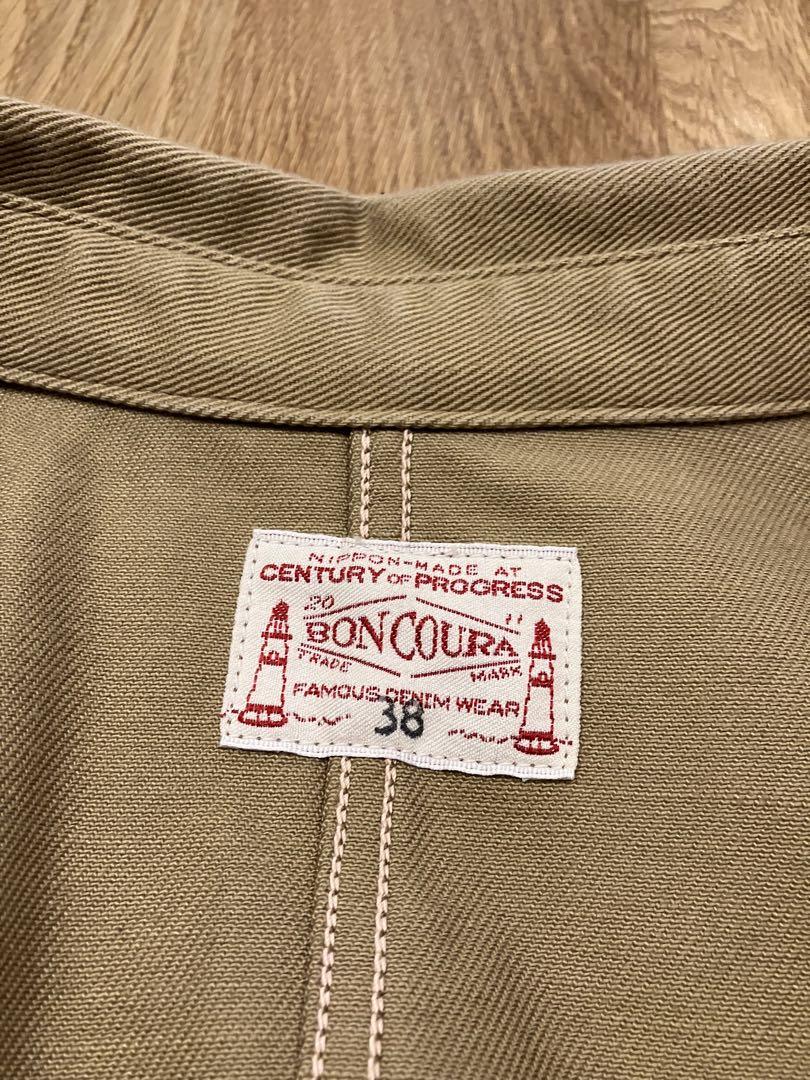 NIPPON-MADE AT
CENTURY OF PROGRESS
20 11
BONCOURA
TRADE MARK
FAMOUS DENIM WEAR
38